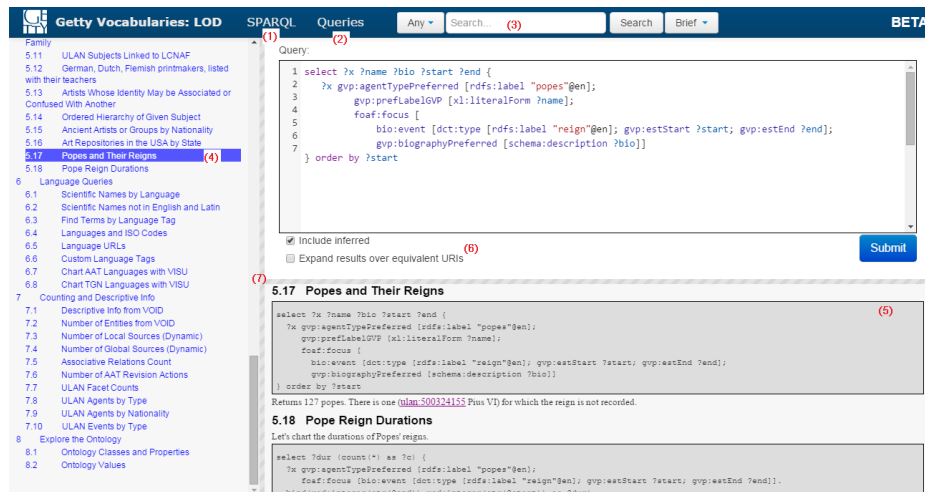 Getty Vocabularies: LOD SPARQL Queries Any Search... (3) Search Brief BETA
(1) (2)
Family
5.11 ULAN Subjects Linked to LCNAF
5.12 German, Dutch, Flemish printmakers, listed
with their teachers
5.13 Artists Whose Identity May be Associated or
Confused With Another
5.14 Ordered Hierarchy of Given Subject
5.15 Ancient Artists or Groups by Nationality
5.16 Art Repositories in the USA by State
5.17 Popes and Their Reigns (4)
5.18 Pope Reign Durations
6 Language Queries
6.1 Scientific Names by Language
6.2 Scientific Names not in English and Latin
6.3 Find Terms by Language Tag
6.4 Languages and ISO Codes
6.5 Language URLs
6.6 Custom Language Tags
6.7 Chart AAT Languages with VISU
6.8 Chart TGN Languages with VISU
7 Counting and Descriptive Info
7.1 Descriptive Info from VOID
7.2 Number of Entities from VOID
7.3 Number of Local Sources (Dynamic)
7.4 Number of Global Sources (Dynamic)
7.5 Associative Relations Count
7.6 Number of AAT Revision Actions
7.7 ULAN Facet Counts
7.8 ULAN Agents by Type
7.9 ULAN Agents by Nationality
7.10 ULAN Events by Type
8 Explore the Ontology
8.1 Ontology Classes and Properties
8.2 Ontology Values
Query:
1 select ?x ?name ?bio ?start ?end {
2 ?x gvp:agentTypePreferred [rdfs:label "popes"@en];
3 gvp:prefLabelGVP [xl:literalForm ?name];
4 foaf:focus [
5 bio:event [dct:type [rdfs:label "reign"@en]; gvp:estStart ?start; gvp:estEnd ?end];
6 gvp:biographyPreferred [schema:description ?bio]]
7 } order by ?start
Include inferred
(6)
Expand results over equivalent URIs
Submit
(7)
5.17 Popes and Their Reigns
(5)
select ?x ?name ?bio ?start ?end {
?x gvp:agentTypePreferred [rdfs:label "popes"@en];
gvp:prefLabelGVP [xl:literalForm ?name];
foaf:focus [
bio:event [dct:type [rdfs:label "reign"@en]; gvp:estStart ?start; gvp:estEnd ?end];
gvp:biographyPreferred [schema:description ?bio]]
} order by ?start
Returns 127 popes. There is one (ulan:500324155 Pius VI) for which the reign is not recorded.
5.18 Pope Reign Durations
Let's chart the durations of Popes' reigns.
select ?dur (count(*) as ?c) {
?x gvp:agentTypePreferred [rdfs:label "popes"@en];
foaf:focus [bio:event [dct:type [rdfs:label "reign"@en]; gvp:estStart ?start; gvp:estEnd ?end]].